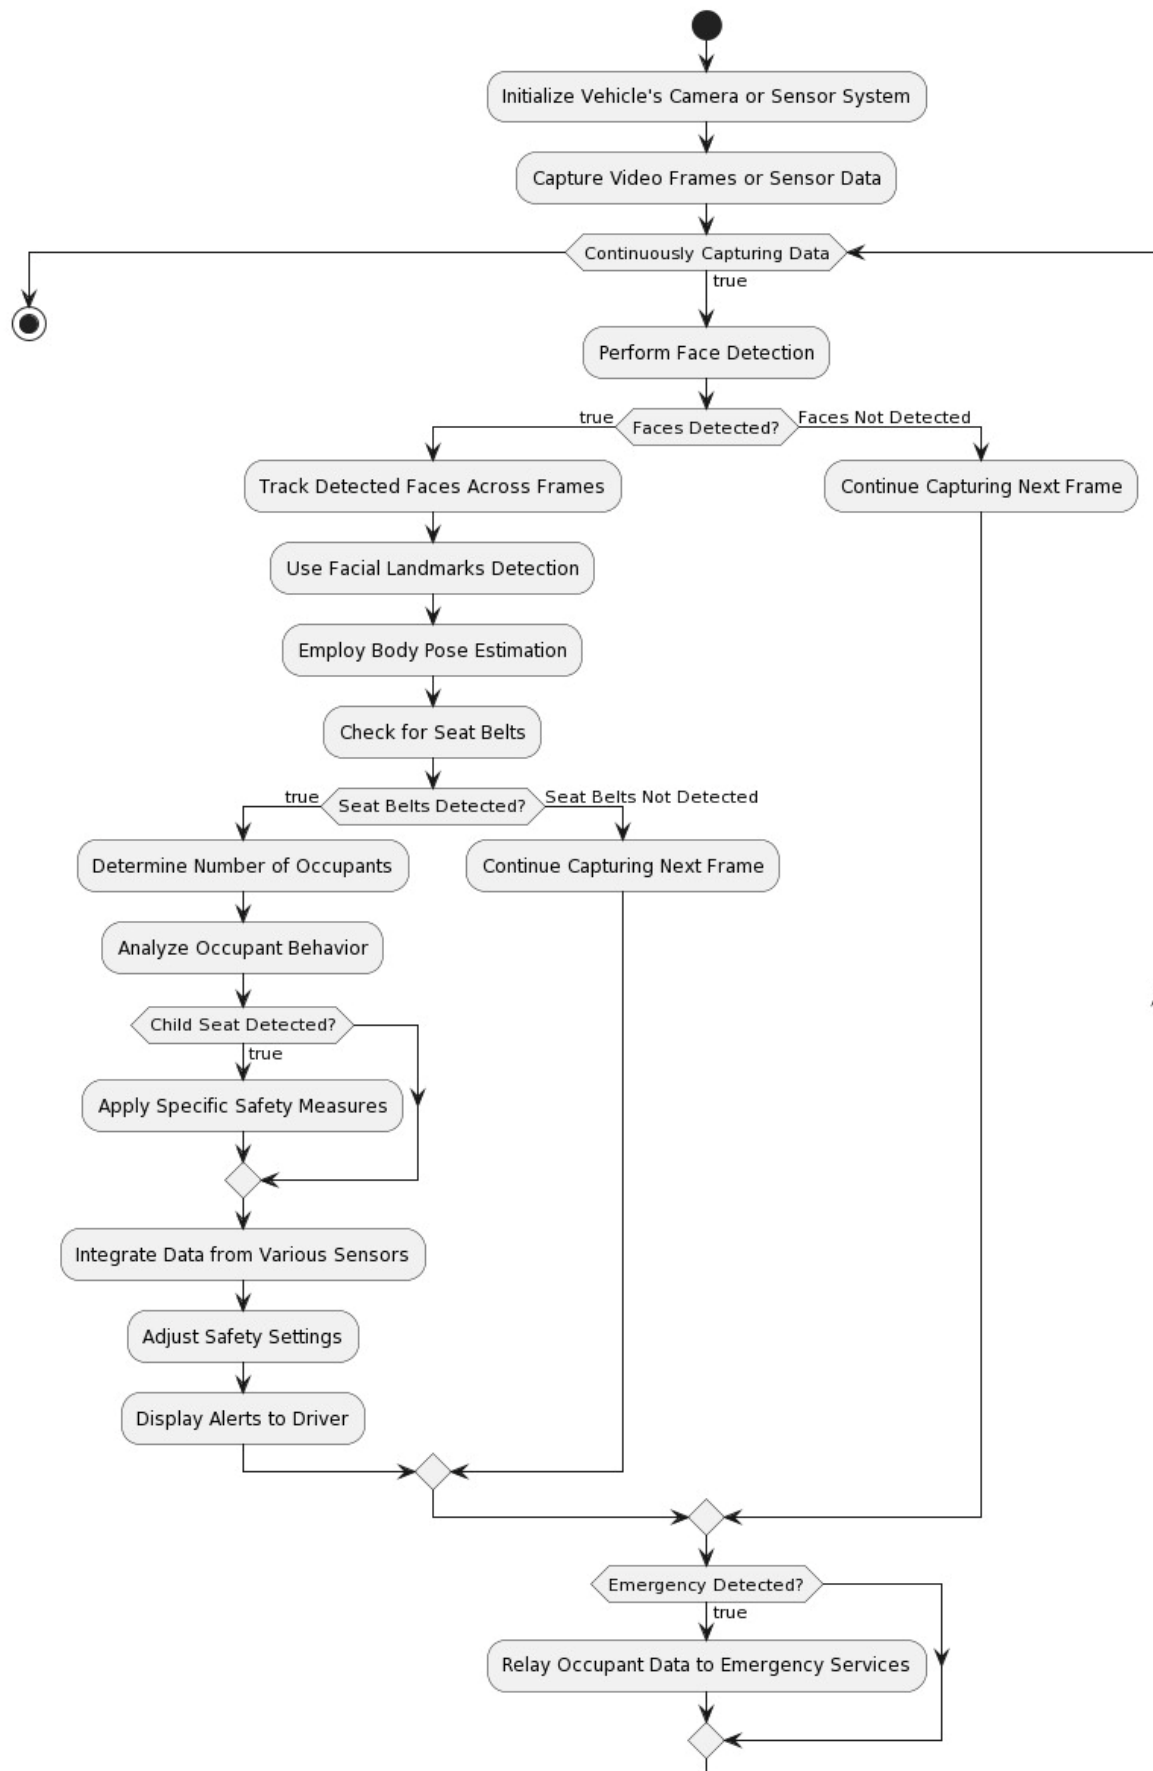 Initialize Vehicle's Camera or Sensor System
Capture Video Frames or Sensor Data
Continuously Capturing Data
true
Perform Face Detection
true
Faces Detected?
Faces Not Detected
Track Detected Faces Across Frames
Continue Capturing Next Frame
Use Facial Landmarks Detection
Employ Body Pose Estimation
Check for Seat Belts
true
Seat Belts Detected?
Seat Belts Not Detected
Determine Number of Occupants
Continue Capturing Next Frame
Analyze Occupant Behavior
Child Seat Detected?
true
Apply Specific Safety Measures
Integrate Data from Various Sensors
Adjust Safety Settings
Display Alerts to Driver
Emergency Detected?
true
Relay Occupant Data to Emergency Services